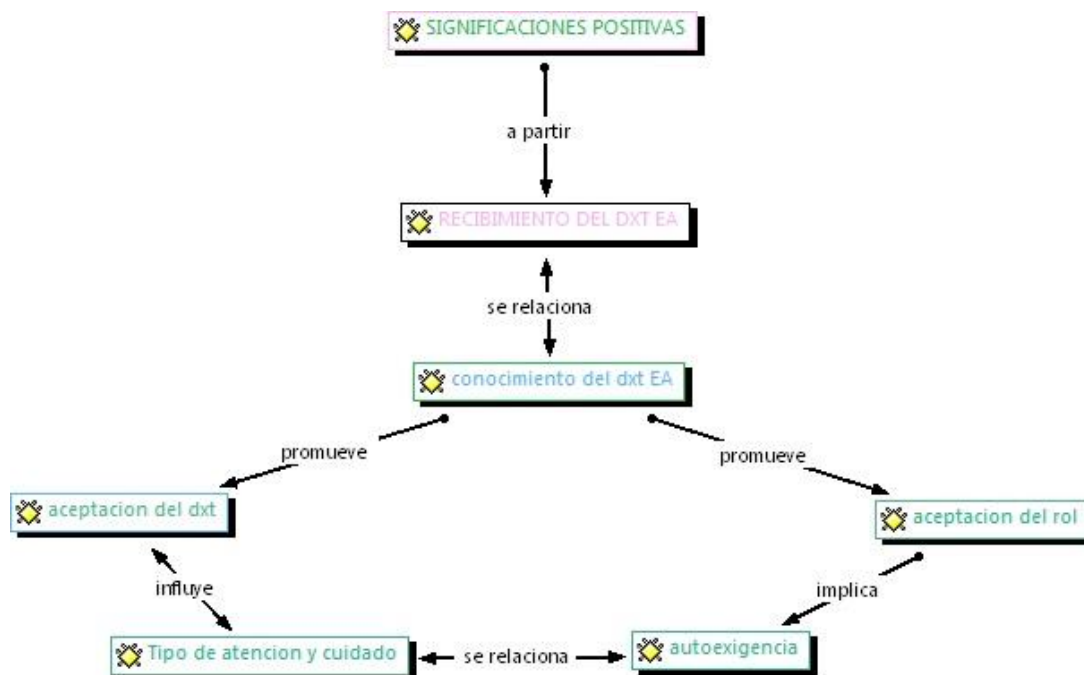 SIGNIFICACIONES POSITIVAS
a partir
RECIBIMIENTO DEL DXT EA
se relaciona
conocimiento del dxt EA
promueve
promueve
aceptacion del dxt
aceptacion del rol
influye
implica
Tipo de atencion y cuidado
se relaciona
autoexigencia